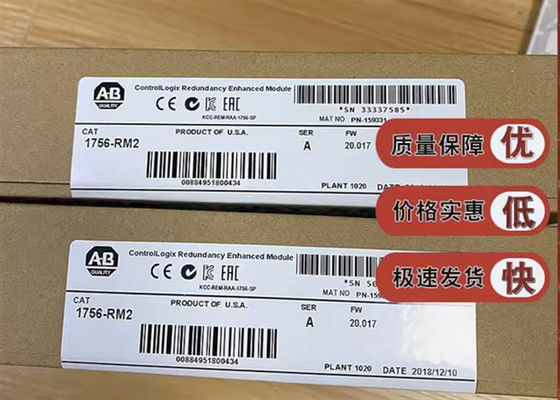 A-B
QUALITY
ControlLogix Redundancy Enhanced Module
CE
EAC
KCC-REM-RAA-1756-SP
*SN 33337585*
MAT NO PN-159331
CAT
1756-RM2
PRODUCT OF U.S.A.
SER
A
FW
20.017
00884951800434
PLANT 1020
质量保障 优
价格实惠 低
极速发货 快
A-B
QUALITY
ControlLogix Redundancy Enhanced Module
CE
EAC
KCC-REM-RAA-1756-SP
*SN
MAT NO
CAT
1756-RM2
PRODUCT OF U.S.A.
SER
A
FW
20.017
00884951800434
PLANT 1020
DATE 2018/12/10